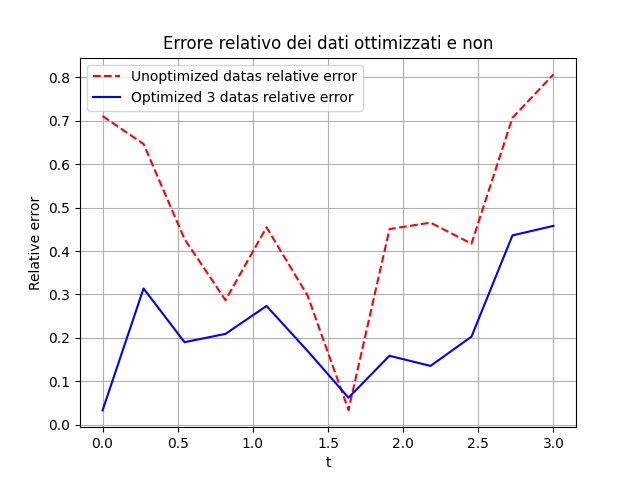 Errore relativo dei dati ottimizzati e non
Unoptimized datas relative error
Optimized 3 datas relative error
Relative error
0.8
0.7
0.6
0.5
0.4
0.3
0.2
0.1
0.0
0.0 0.5 1.0 1.5 2.0 2.5 3.0
t